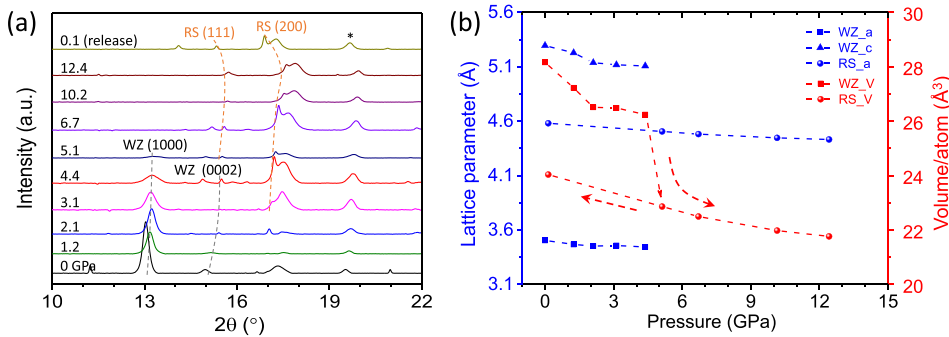 (a)
RS (111)
RS (200)
0.1 (release)
*
12.4
10.2
6.7
WZ (1000)
5.1
WZ (0002)
4.4
3.1
2.1
1.2
0 GPa
Intensity (a.u.)
10 13 16 19 22
2θ (°)
(b)
5.6
5.1
4.6
4.1
3.6
3.1
Lattice parameter (Å)
WZ_a
WZ_c
RS_a
WZ_V
RS_V
30
28
26
24
22
20
Volume/atom (Å³)
0 3 6 9 12 15
Pressure (GPa)